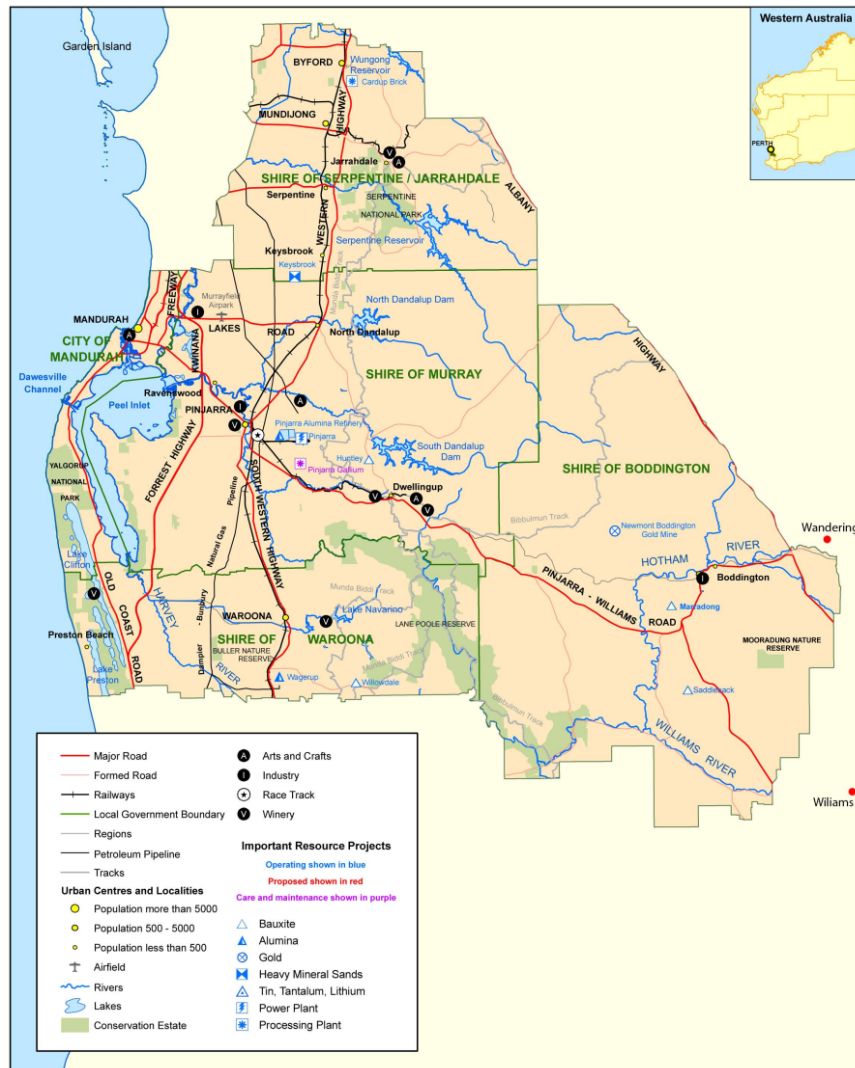 Western Australia
PERTH
Garden Island
BYFORD
Wungong
Reservoir
Cardup Brick
MUNDIJONG
HIGHWAY
Jarrahdale
SHIRE OF SERPENTINE / JARRAHDALE
ALBANY
Serpentine
SERPENTINE
NATIONAL PARK
WESTERN
Keysbrook
Serpentine Reservoir
Keysbrook
Munda Biddi Track
FREEWAY
Murrayfield
Airpark
North Dandalup Dam
MANDURAH
LAKES
ROAD
North Dandalup
HIGHWAY
CITY OF
MANDURAH
KWINANA
SHIRE OF MURRAY
Dawesville
Channel
Peel Inlet
Ravenswood
PINJARRA
Pinjarra Alumina Refinery
Pinjarra
South Dandalup
Dam
Huntley
Pinjarra Gallium
SHIRE OF BODDINGTON
FORREST HIGHWAY
YALGORUP
NATIONAL
PARK
Pipeline
SOUTH WESTERN HIGHWAY
Dwellingup
Bibbulmun Track
Newmont Boddington
Gold Mine
Wandering
Natural Gas
Lake
Clifton
HOTHAM
RIVER
Boddington
OLD
COAST
ROAD
HARVEY
RIVER
- Bunbury
Dampier
Munda Biddi Track
PINJARRA - WILLIAMS
ROAD
Marradong
WAROONA
Lake Navarino
LANE POOLE RESERVE
Preston Beach
SHIRE OF
WAROONA
BULLER NATURE
RESERVE
MOORADUNG NATURE
RESERVE
Munda Biddi
Track
Lake
Preston
Wagerup
Willowdale
Saddleback
Bibbulmun Track
WILLIAMS RIVER
Wiliams
Major Road
Formed Road
Railways
Local Government Boundary
Regions
Petroleum Pipeline
Tracks
Urban Centres and Localities
Population more than 5000
Population 500 - 5000
Population less than 500
Airfield
Rivers
Lakes
Conservation Estate
A Arts and Crafts
I Industry
Race Track
V Winery
Important Resource Projects
Operating shown in blue
Proposed shown in red
Care and maintenance shown in purple
Bauxite
Alumina
Gold
Heavy Mineral Sands
Tin, Tantalum, Lithium
Power Plant
Processing Plant